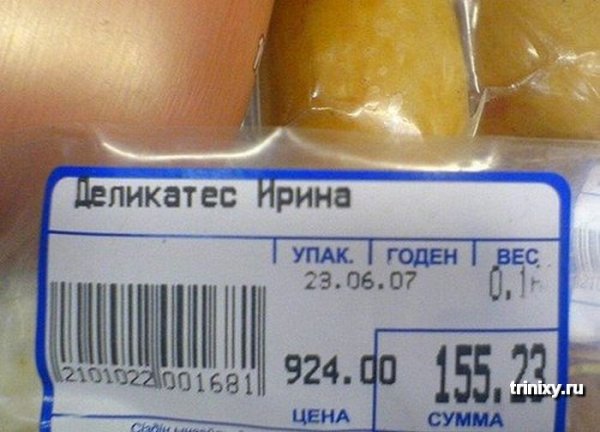 Деликатес Ирина
УПАК. ГОДЕН ВЕС
23.06.07
2101022 001681
924.00 155.23
ЦЕНА СУММА
trinixy.ru